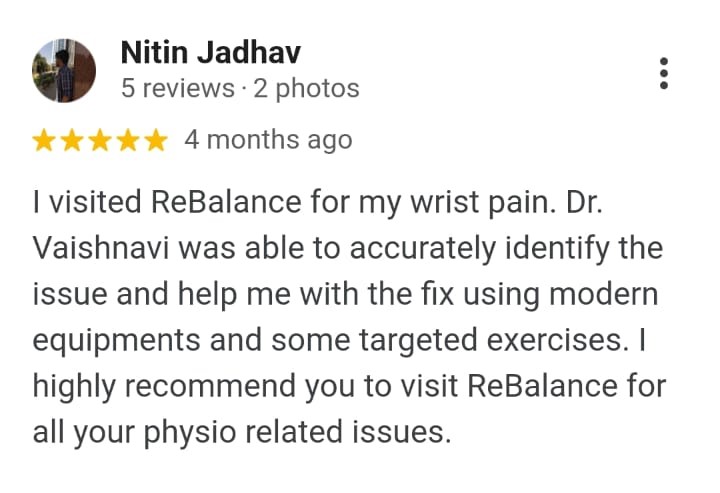 Nitin Jadhav
5 reviews · 2 photos
4 months ago
I visited ReBalance for my wrist pain. Dr.
Vaishnavi was able to accurately identify the
issue and help me with the fix using modern
equipments and some targeted exercises. I
highly recommend you to visit ReBalance for
all your physio related issues.